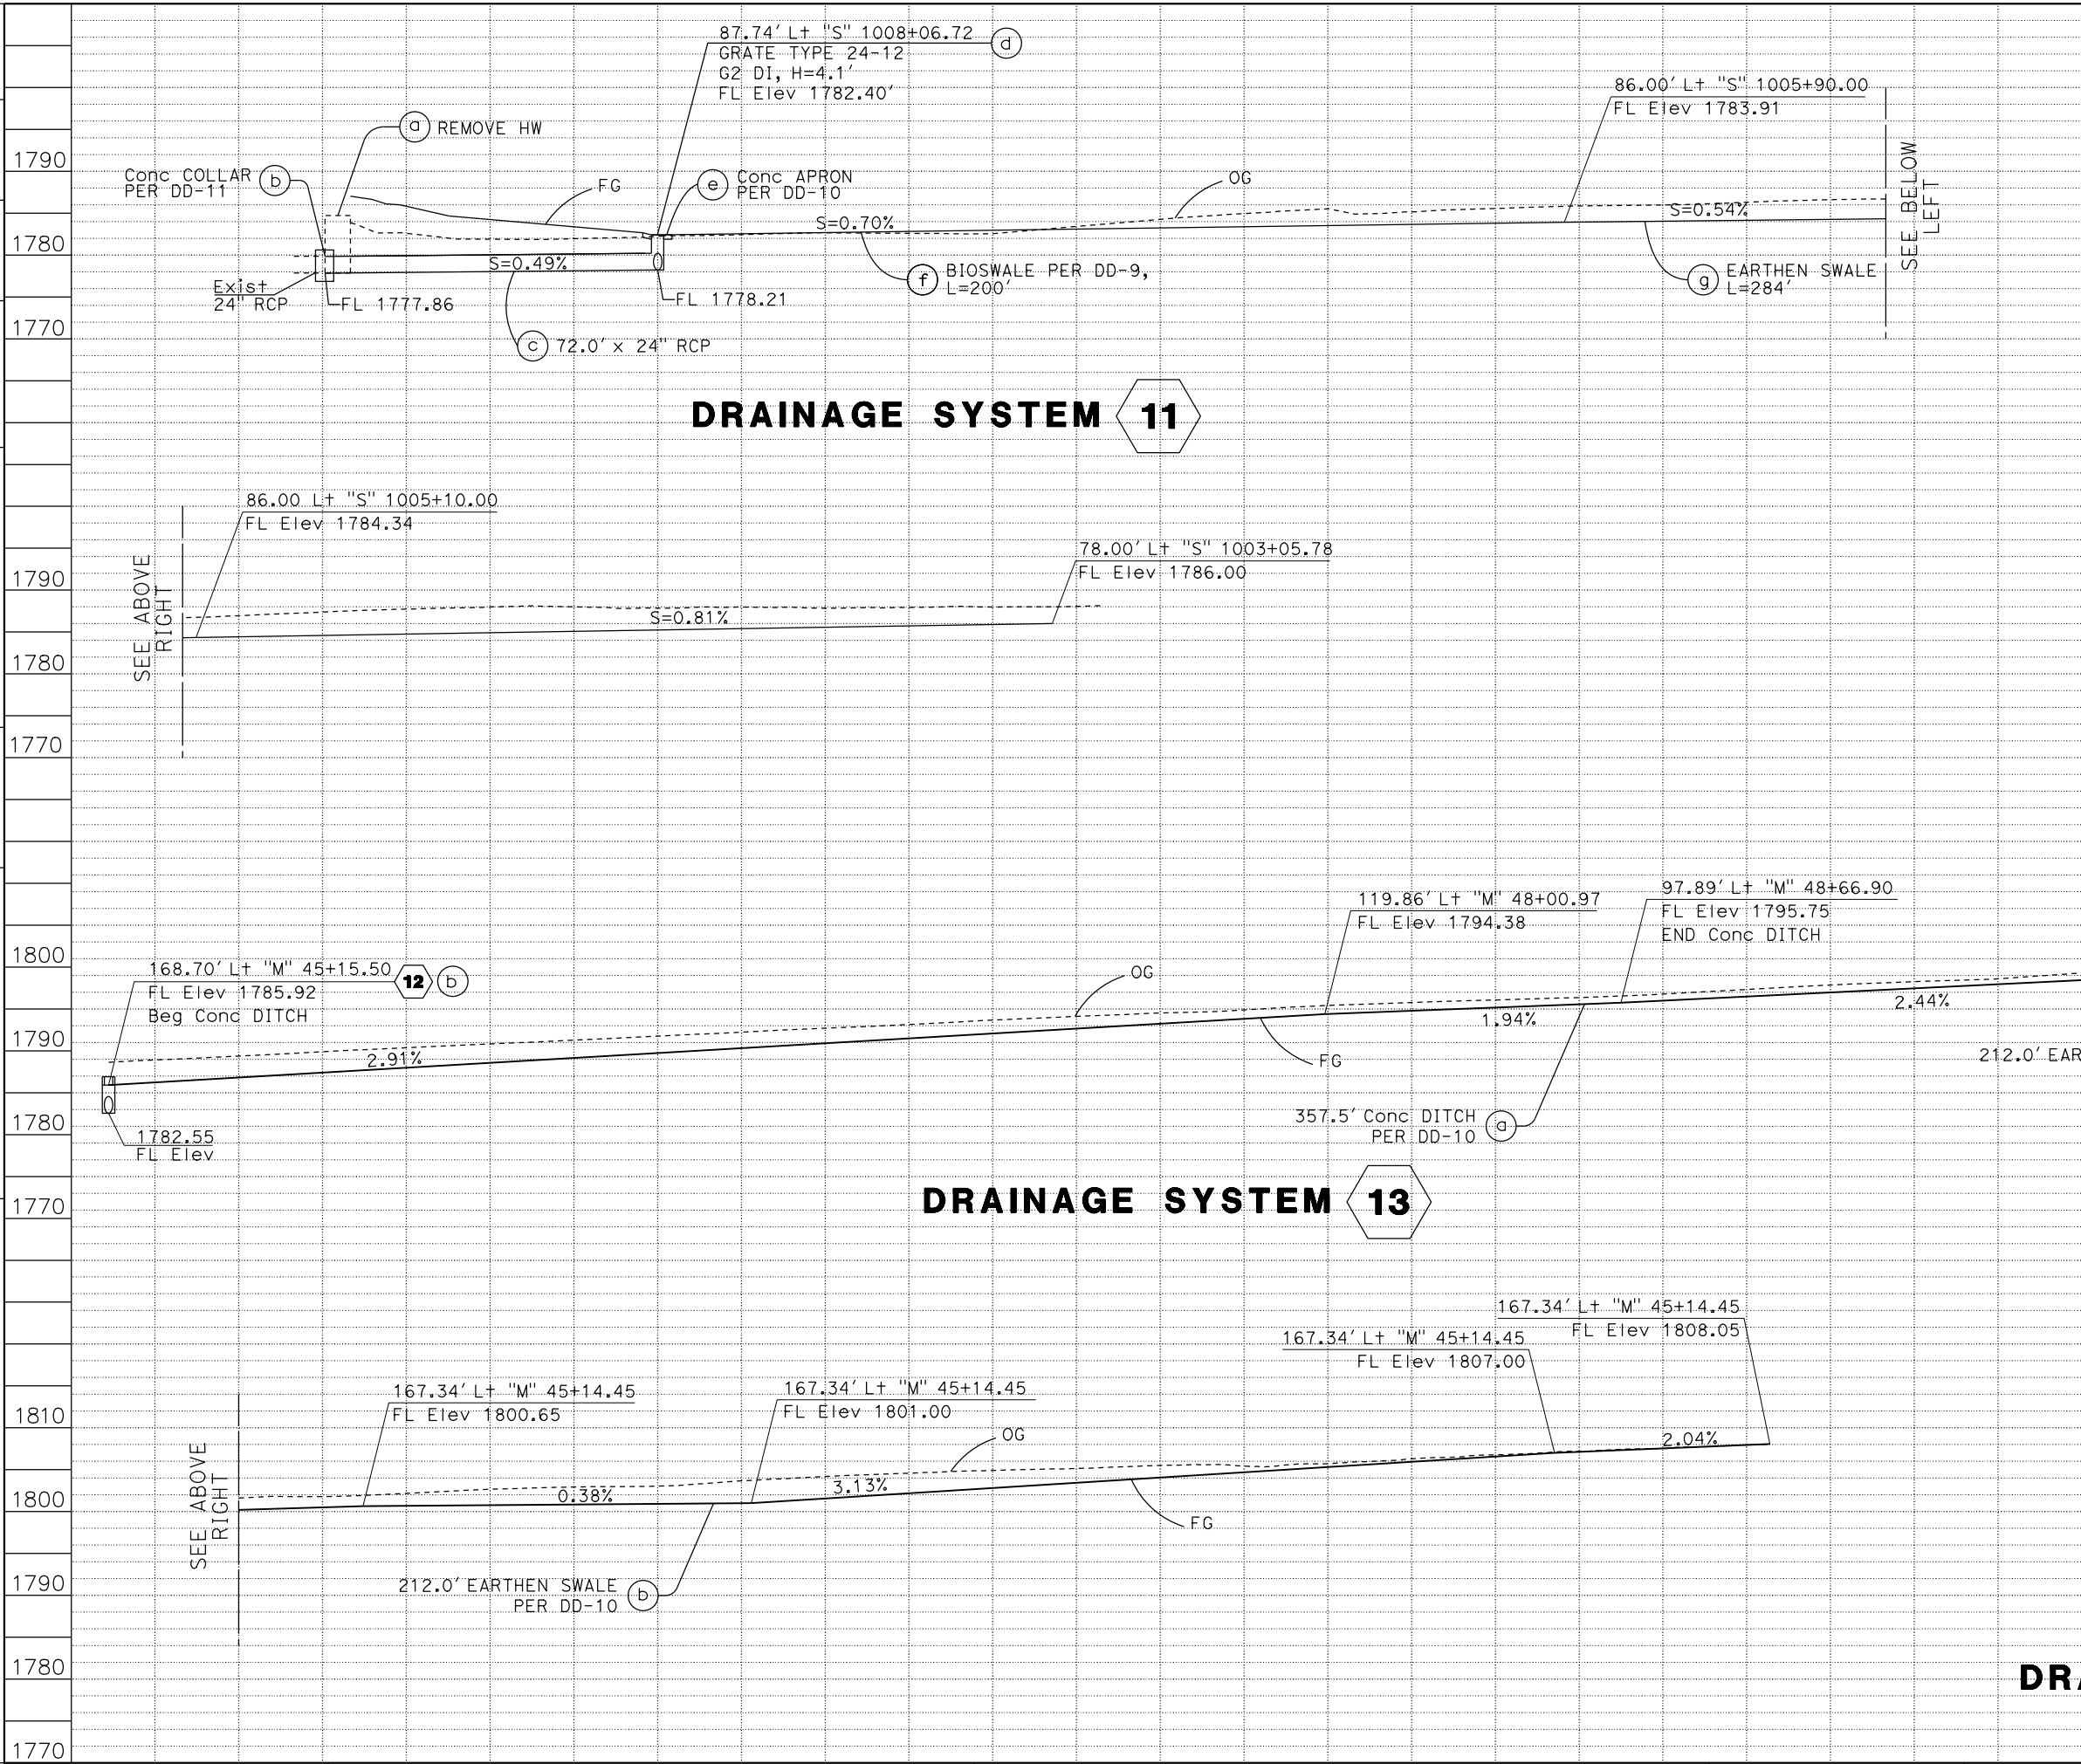 87.74' Lt "S" 1008+06.72 d
GRATE TYPE 24-12
G2 DI, H=4.1'
FL Elev 1782.40'
86.00' Lt "S" 1005+90.00
FL Elev 1783.91
a REMOVE HW
1790
Conc COLLAR b
PER DD-11
FG
e Conc APRON
PER DD-10
OG
SEE BELOW
LEFT
S=0.70%
S=0.54%
1780
S=0.49%
f BIOSWALE PER DD-9,
L=200'
g EARTHEN SWALE
L=284'
Exist
24" RCP
FL 1777.86
FL 1778.21
1770
c 72.0' x 24" RCP
DRAINAGE SYSTEM 11
86.00 Lt "S" 1005+10.00
FL Elev 1784.34
78.00' Lt "S" 1003+05.78
FL Elev 1786.00
1790
SEE ABOVE
RIGHT
S=0.81%
1780
1770
119.86' Lt "M" 48+00.97
FL Elev 1794.38
97.89' Lt "M" 48+66.90
FL Elev 1795.75
END Conc DITCH
1800
168.70' Lt "M" 45+15.50 12 b
FL Elev 1785.92
Beg Conc DITCH
OG
2.44%
1.94%
1790
2.91%
FG
212.0' EAR
1780
357.5' Conc DITCH a
PER DD-10
1782.55
FL Elev
1770
DRAINAGE SYSTEM 13
167.34' Lt "M" 45+14.45
FL Elev 1808.05
167.34' Lt "M" 45+14.45
FL Elev 1807.00
167.34' Lt "M" 45+14.45
FL Elev 1800.65
167.34' Lt "M" 45+14.45
FL Elev 1801.00
1810
OG
2.04%
SEE ABOVE
RIGHT
1800
0.38%
3.13%
FG
1790
212.0' EARTHEN SWALE b
PER DD-10
1780
DRA
1770